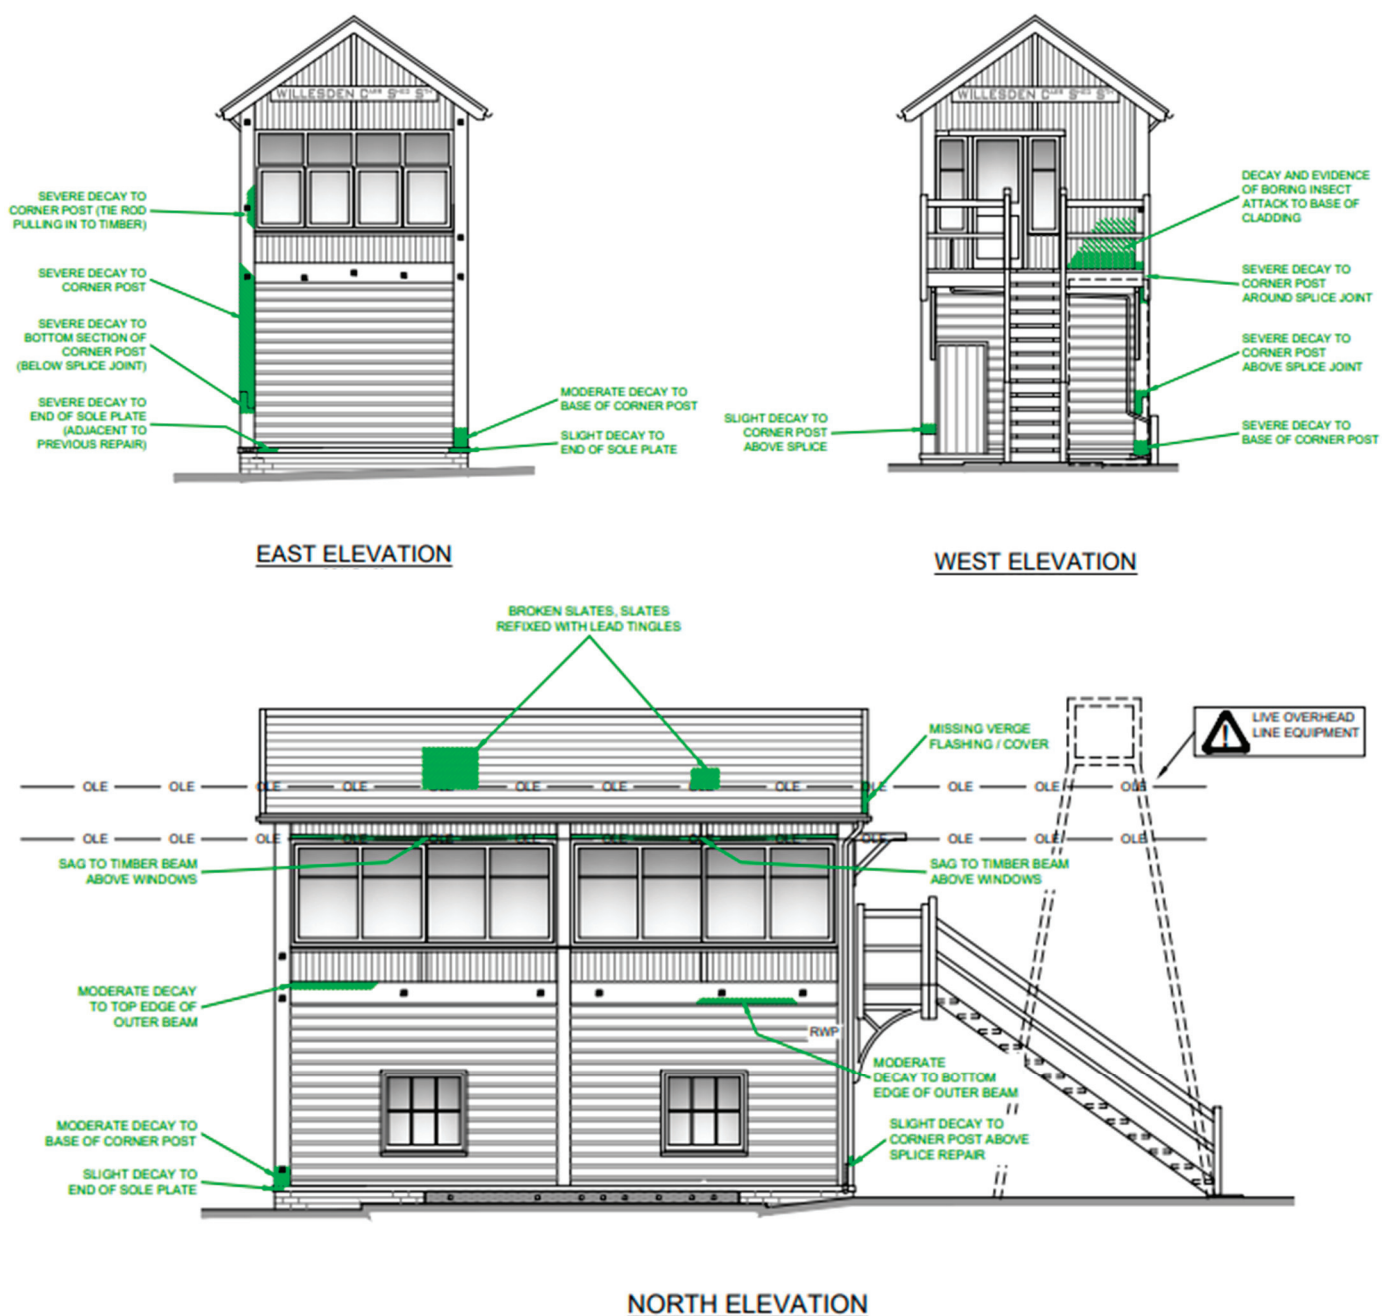 WILLESDEN CARR SHED STN
SEVERE DECAY TO
CORNER POST (TIE ROD
PULLING IN TO TIMBER)
SEVERE DECAY TO
CORNER POST
SEVERE DECAY TO
BOTTOM SECTION OF
CORNER POST
(BELOW SPLICE JOINT)
SEVERE DECAY TO
END OF SOLE PLATE
(ADJACENT TO
PREVIOUS REPAIR)
MODERATE DECAY TO
BASE OF CORNER POST
SLIGHT DECAY TO
END OF SOLE PLATE
EAST ELEVATION
WILLESDEN CARR SHED STN
DECAY AND EVIDENCE
OF BORING INSECT
ATTACK TO BASE OF
CLADDING
SEVERE DECAY TO
CORNER POST
AROUND SPLICE JOINT
SEVERE DECAY TO
CORNER POST
ABOVE SPLICE JOINT
SEVERE DECAY TO
BASE OF CORNER POST
SLIGHT DECAY TO
CORNER POST
ABOVE SPLICE
WEST ELEVATION
BROKEN SLATES, SLATES
REFIXED WITH LEAD TINGLES
MISSING VERGE
FLASHING / COVER
LIVE OVERHEAD
LINE EQUIPMENT
OLE OLE OLE OLE OLE OLE OLE OLE OLE OLE OLE OLE OLE
OLE OLE OLE OLE OLE OLE OLE OLE OLE OLE OLE OLE OLE
SAG TO TIMBER BEAM
ABOVE WINDOWS
SAG TO TIMBER BEAM
ABOVE WINDOWS
MODERATE DECAY
TO TOP EDGE OF
OUTER BEAM
RWP
MODERATE
DECAY TO BOTTOM
EDGE OF OUTER BEAM
MODERATE DECAY TO
BASE OF CORNER POST
SLIGHT DECAY TO
END OF SOLE PLATE
SLIGHT DECAY TO
CORNER POST ABOVE
SPLICE REPAIR
NORTH ELEVATION